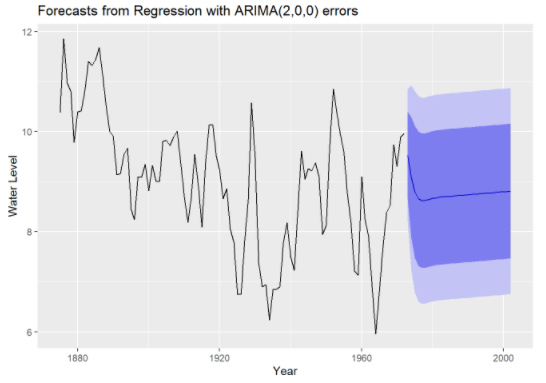 Forecasts from Regression with ARIMA(2,0,0) errors
12
10
8
6
Water Level
1880
1920
1960
2000
Year